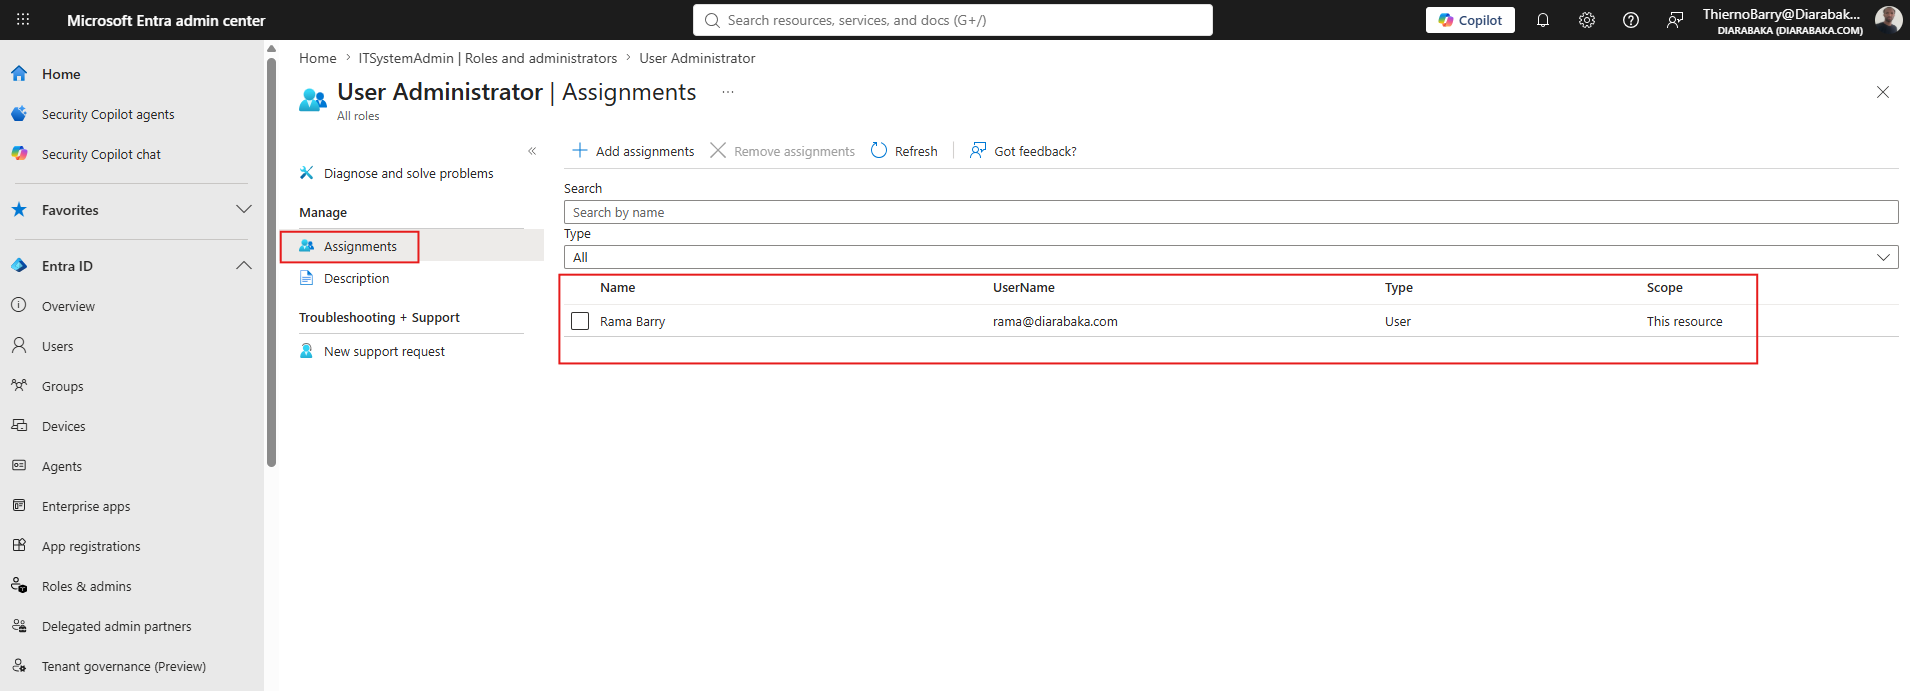 Microsoft Entra admin center
Search resources, services, and docs (G+/)
Copilot
ThiernoBarry@Diarabak...
DIARABAKA (DIARABAKA.COM)
Home
Security Copilot agents
Security Copilot chat
Favorites
Entra ID
Overview
Users
Groups
Devices
Agents
Enterprise apps
App registrations
Roles & admins
Delegated admin partners
Tenant governance (Preview)
Home > ITSystemAdmin | Roles and administrators > User Administrator
User Administrator | Assignments ...
All roles
Diagnose and solve problems
Manage
Assignments
Description
Troubleshooting + Support
New support request
Add assignments Remove assignments Refresh Got feedback?
Search
Search by name
Type
All
Name UserName Type Scope
Rama Barry rama@diarabaka.com User This resource